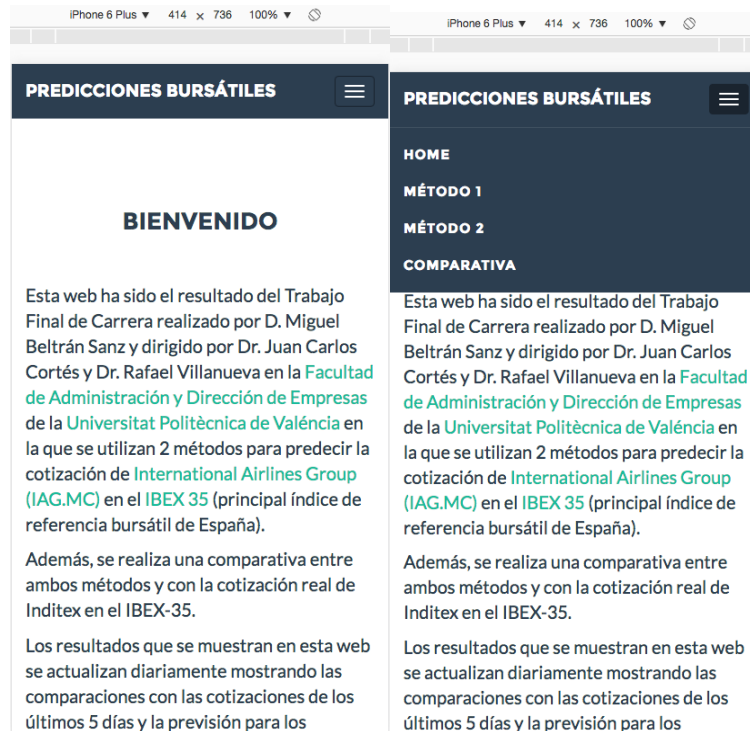 iPhone 6 Plus ▼ 414 x 736 100% ▼
PREDICCIONES BURSÁTILES
BIENVENIDO
Esta web ha sido el resultado del Trabajo
Final de Carrera realizado por D. Miguel
Beltrán Sanz y dirigido por Dr. Juan Carlos
Cortés y Dr. Rafael Villanueva en la Facultad
de Administración y Dirección de Empresas
de la Universitat Politècnica de Valéncia en
la que se utilizan 2 métodos para predecir la
cotización de International Airlines Group
(IAG.MC) en el IBEX 35 (principal índice de
referencia bursátil de España).
Además, se realiza una comparativa entre
ambos métodos y con la cotización real de
Inditex en el IBEX-35.
Los resultados que se muestran en esta web
se actualizan diariamente mostrando las
comparaciones con las cotizaciones de los
últimos 5 días y la previsión para los
iPhone 6 Plus ▼ 414 x 736 100% ▼
PREDICCIONES BURSÁTILES
HOME
MÉTODO 1
MÉTODO 2
COMPARATIVA
Esta web ha sido el resultado del Trabajo
Final de Carrera realizado por D. Miguel
Beltrán Sanz y dirigido por Dr. Juan Carlos
Cortés y Dr. Rafael Villanueva en la Facultad
de Administración y Dirección de Empresas
de la Universitat Politècnica de Valéncia en
la que se utilizan 2 métodos para predecir la
cotización de International Airlines Group
(IAG.MC) en el IBEX 35 (principal índice de
referencia bursátil de España).
Además, se realiza una comparativa entre
ambos métodos y con la cotización real de
Inditex en el IBEX-35.
Los resultados que se muestran en esta web
se actualizan diariamente mostrando las
comparaciones con las cotizaciones de los
últimos 5 días y la previsión para los